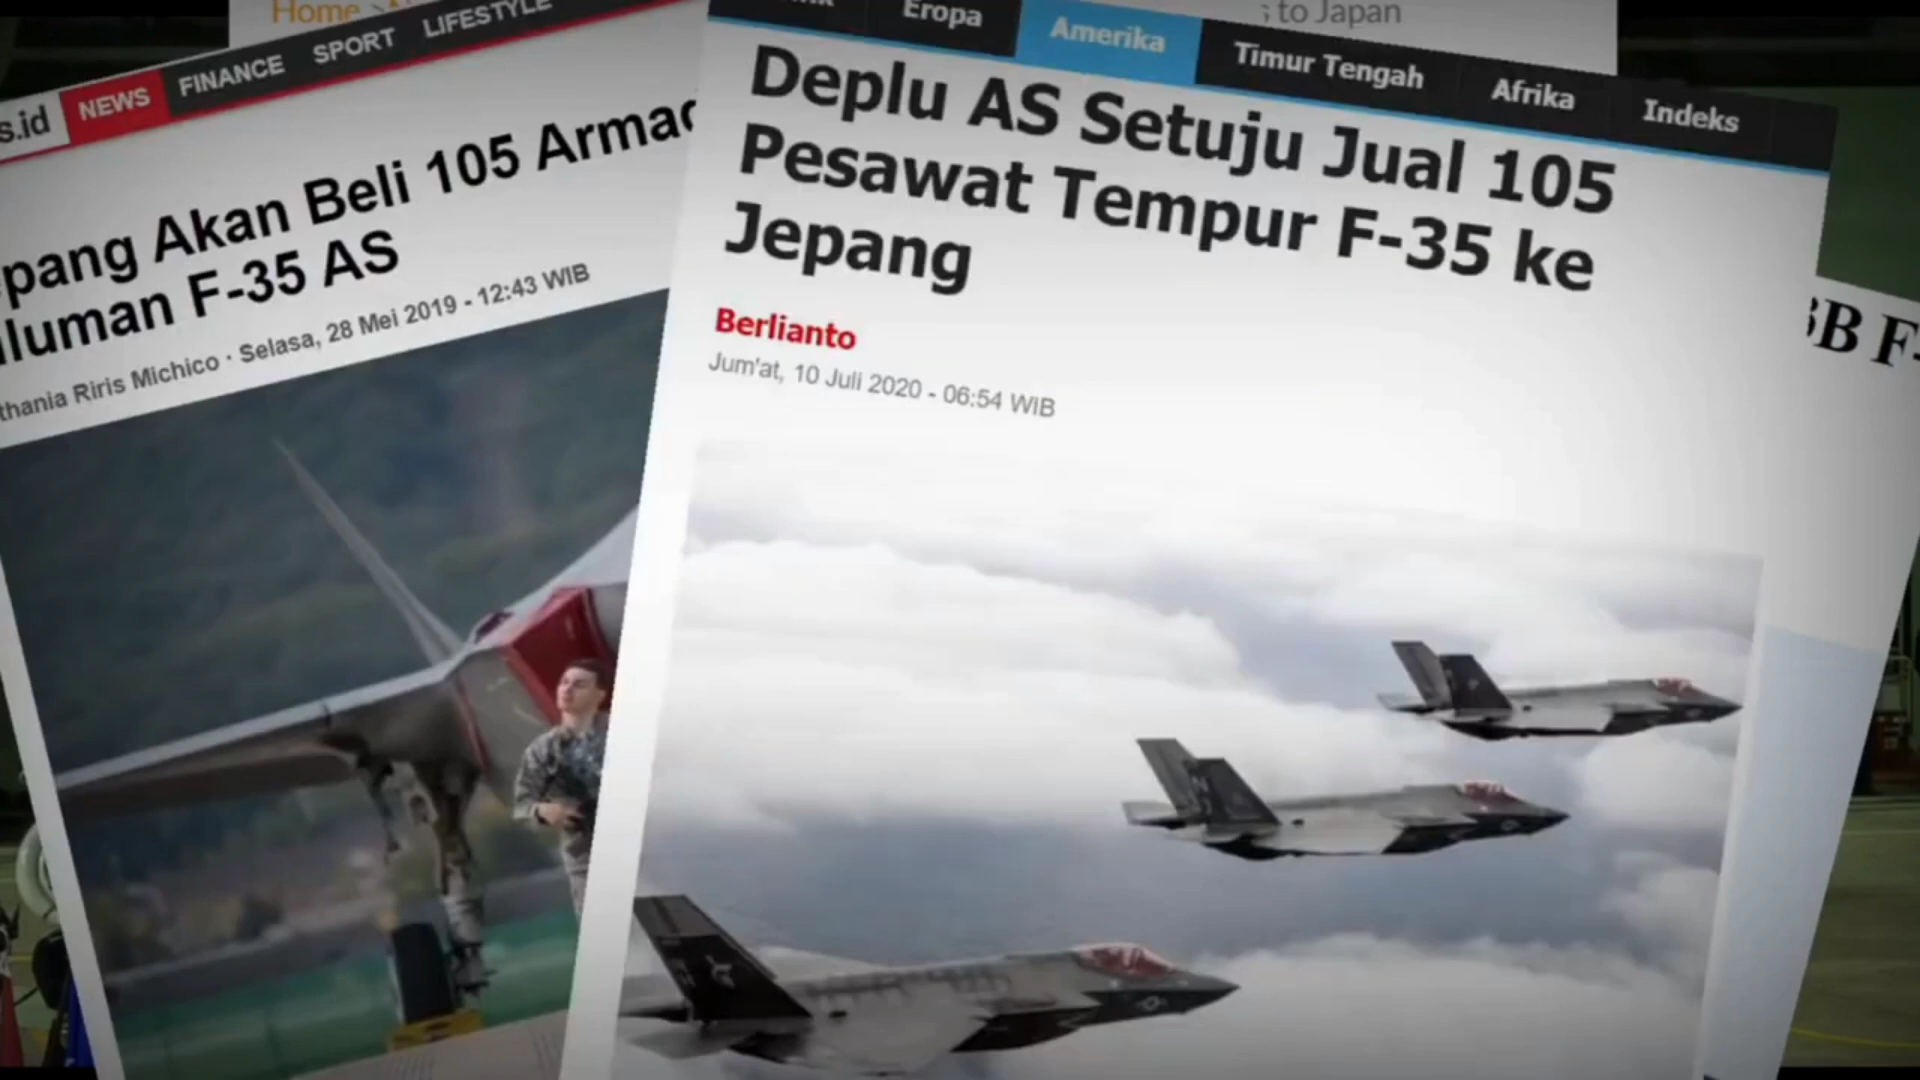 Home
s.id NEWS FINANCE SPORT LIFESTYLE
pang Akan Beli 105
luman F-35 AS
thania Riris Michico · Selasa, 28 Mei 2019 - 12:43 WIB
to Japan
Eropa Amerika Timur Tengah Afrika Indeks
Deplu AS Setuju Jual 105
Pesawat Tempur F-35 ke
Jepang
Berlianto
Jum'at, 10 Juli 2020 - 06:54 WIB
B F-